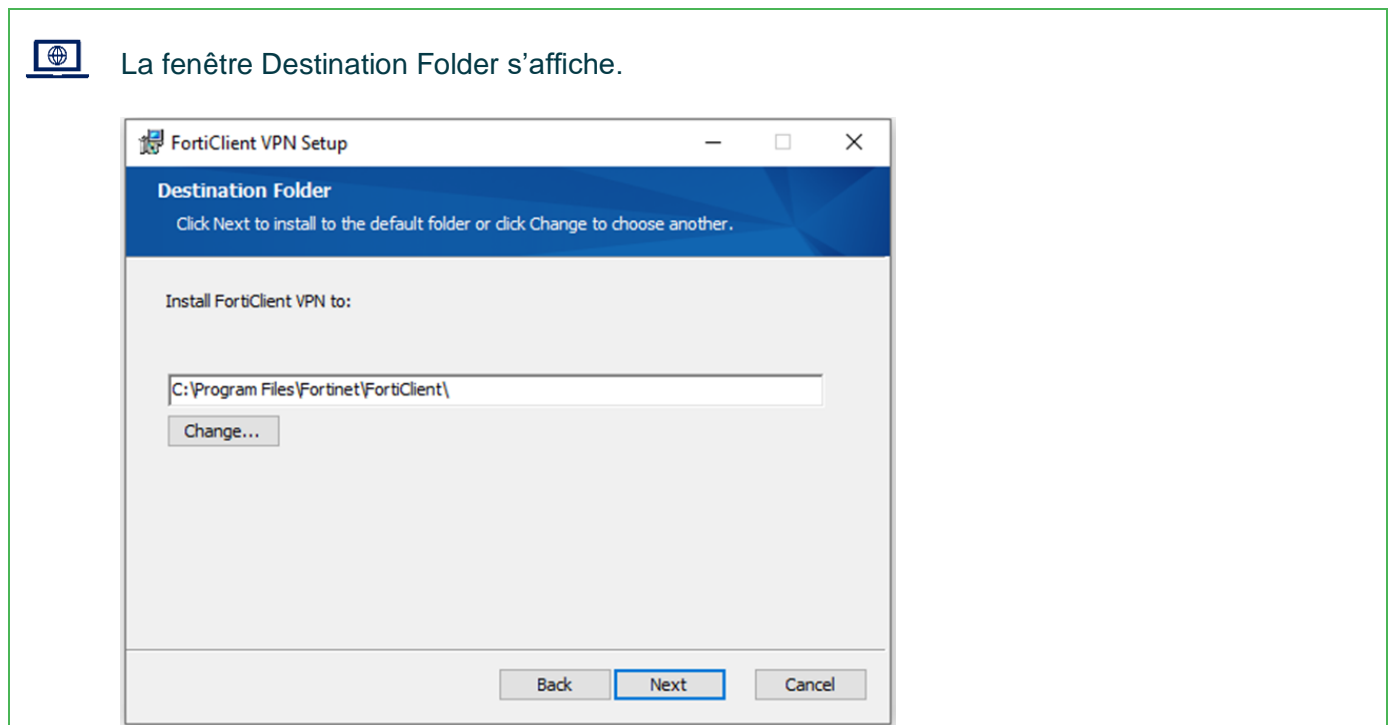 La fenêtre Destination Folder s’affiche.
FortiClient VPN Setup
Destination Folder
Click Next to install to the default folder or click Change to choose another.
Install FortiClient VPN to:
C:\Program Files\Fortinet\FortiClient\
Change...
Back Next Cancel